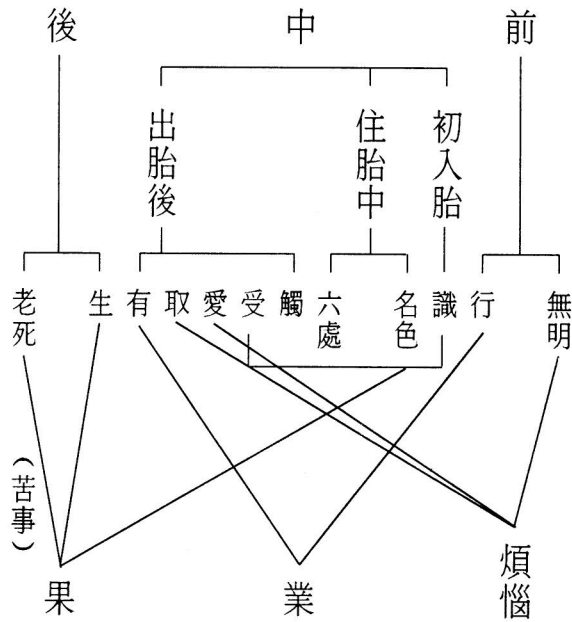 前
中
後
初入胎
住胎中
出胎後
無明
行
識
名色
六處
觸
受
愛
取
有
生
老死
煩惱
業
果
（苦事）